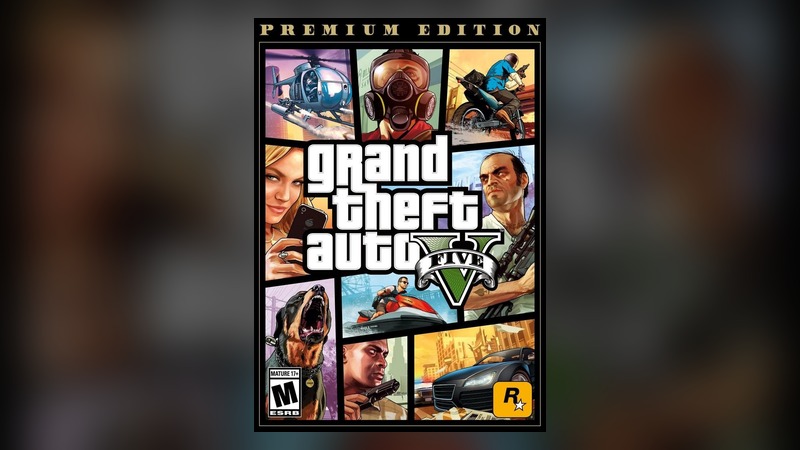 PREMIUM EDITION
grand
theft
auto
V
FIVE
MATURE 17+
M
ESRB
R